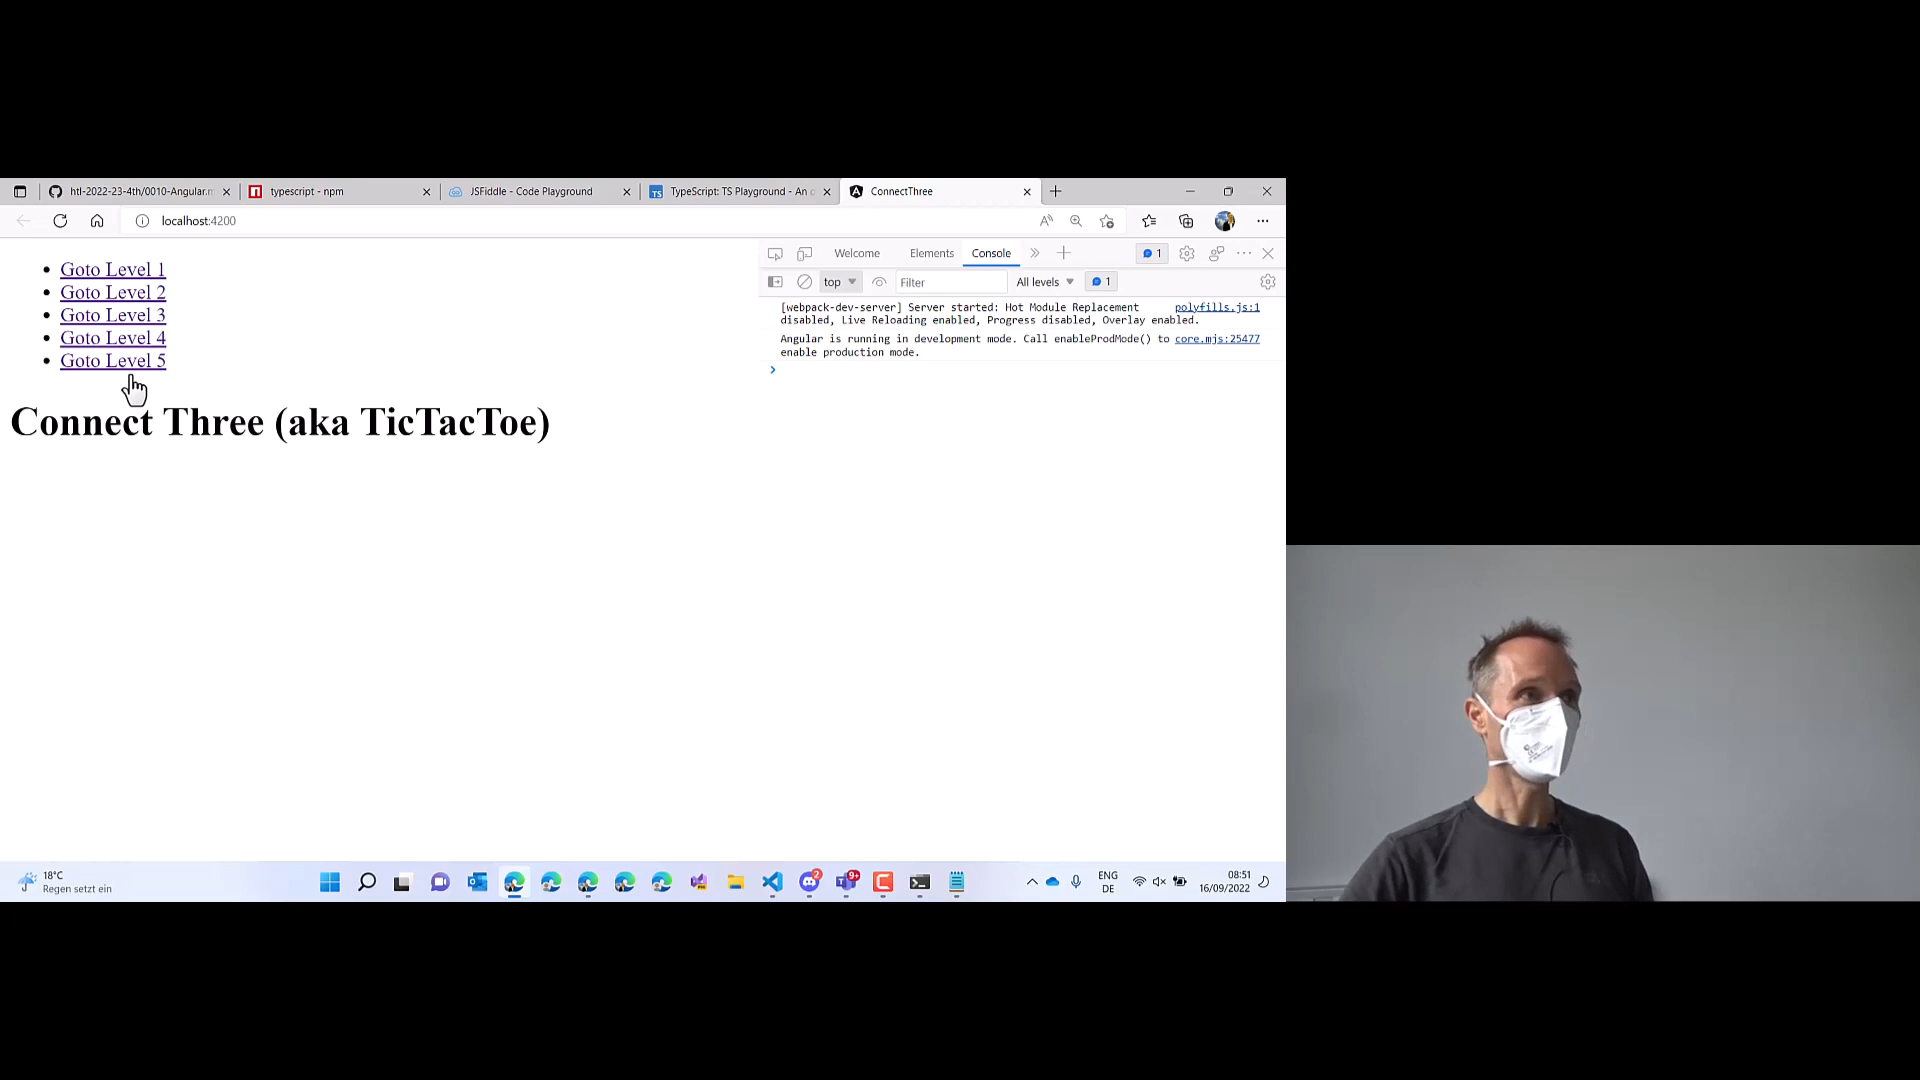 htl-2022-23-4th/0010-Angular.m
typescript - npm
JSFiddle - Code Playground
TypeScript: TS Playground - An o
ConnectThree
localhost:4200
Goto Level 1
Goto Level 2
Goto Level 3
Goto Level 4
Goto Level 5
Connect Three (aka TicTacToe)
Welcome
Elements
Console
1
top
Filter
All levels
1
[webpack-dev-server] Server started: Hot Module Replacement polyfills.js:1
disabled, Live Reloading enabled, Progress disabled, Overlay enabled.
Angular is running in development mode. Call enableProdMode() to core.mjs:25477
enable production mode.
18°C
Regen setzt ein
2
9+
ENG
DE
08:51
16/09/2022